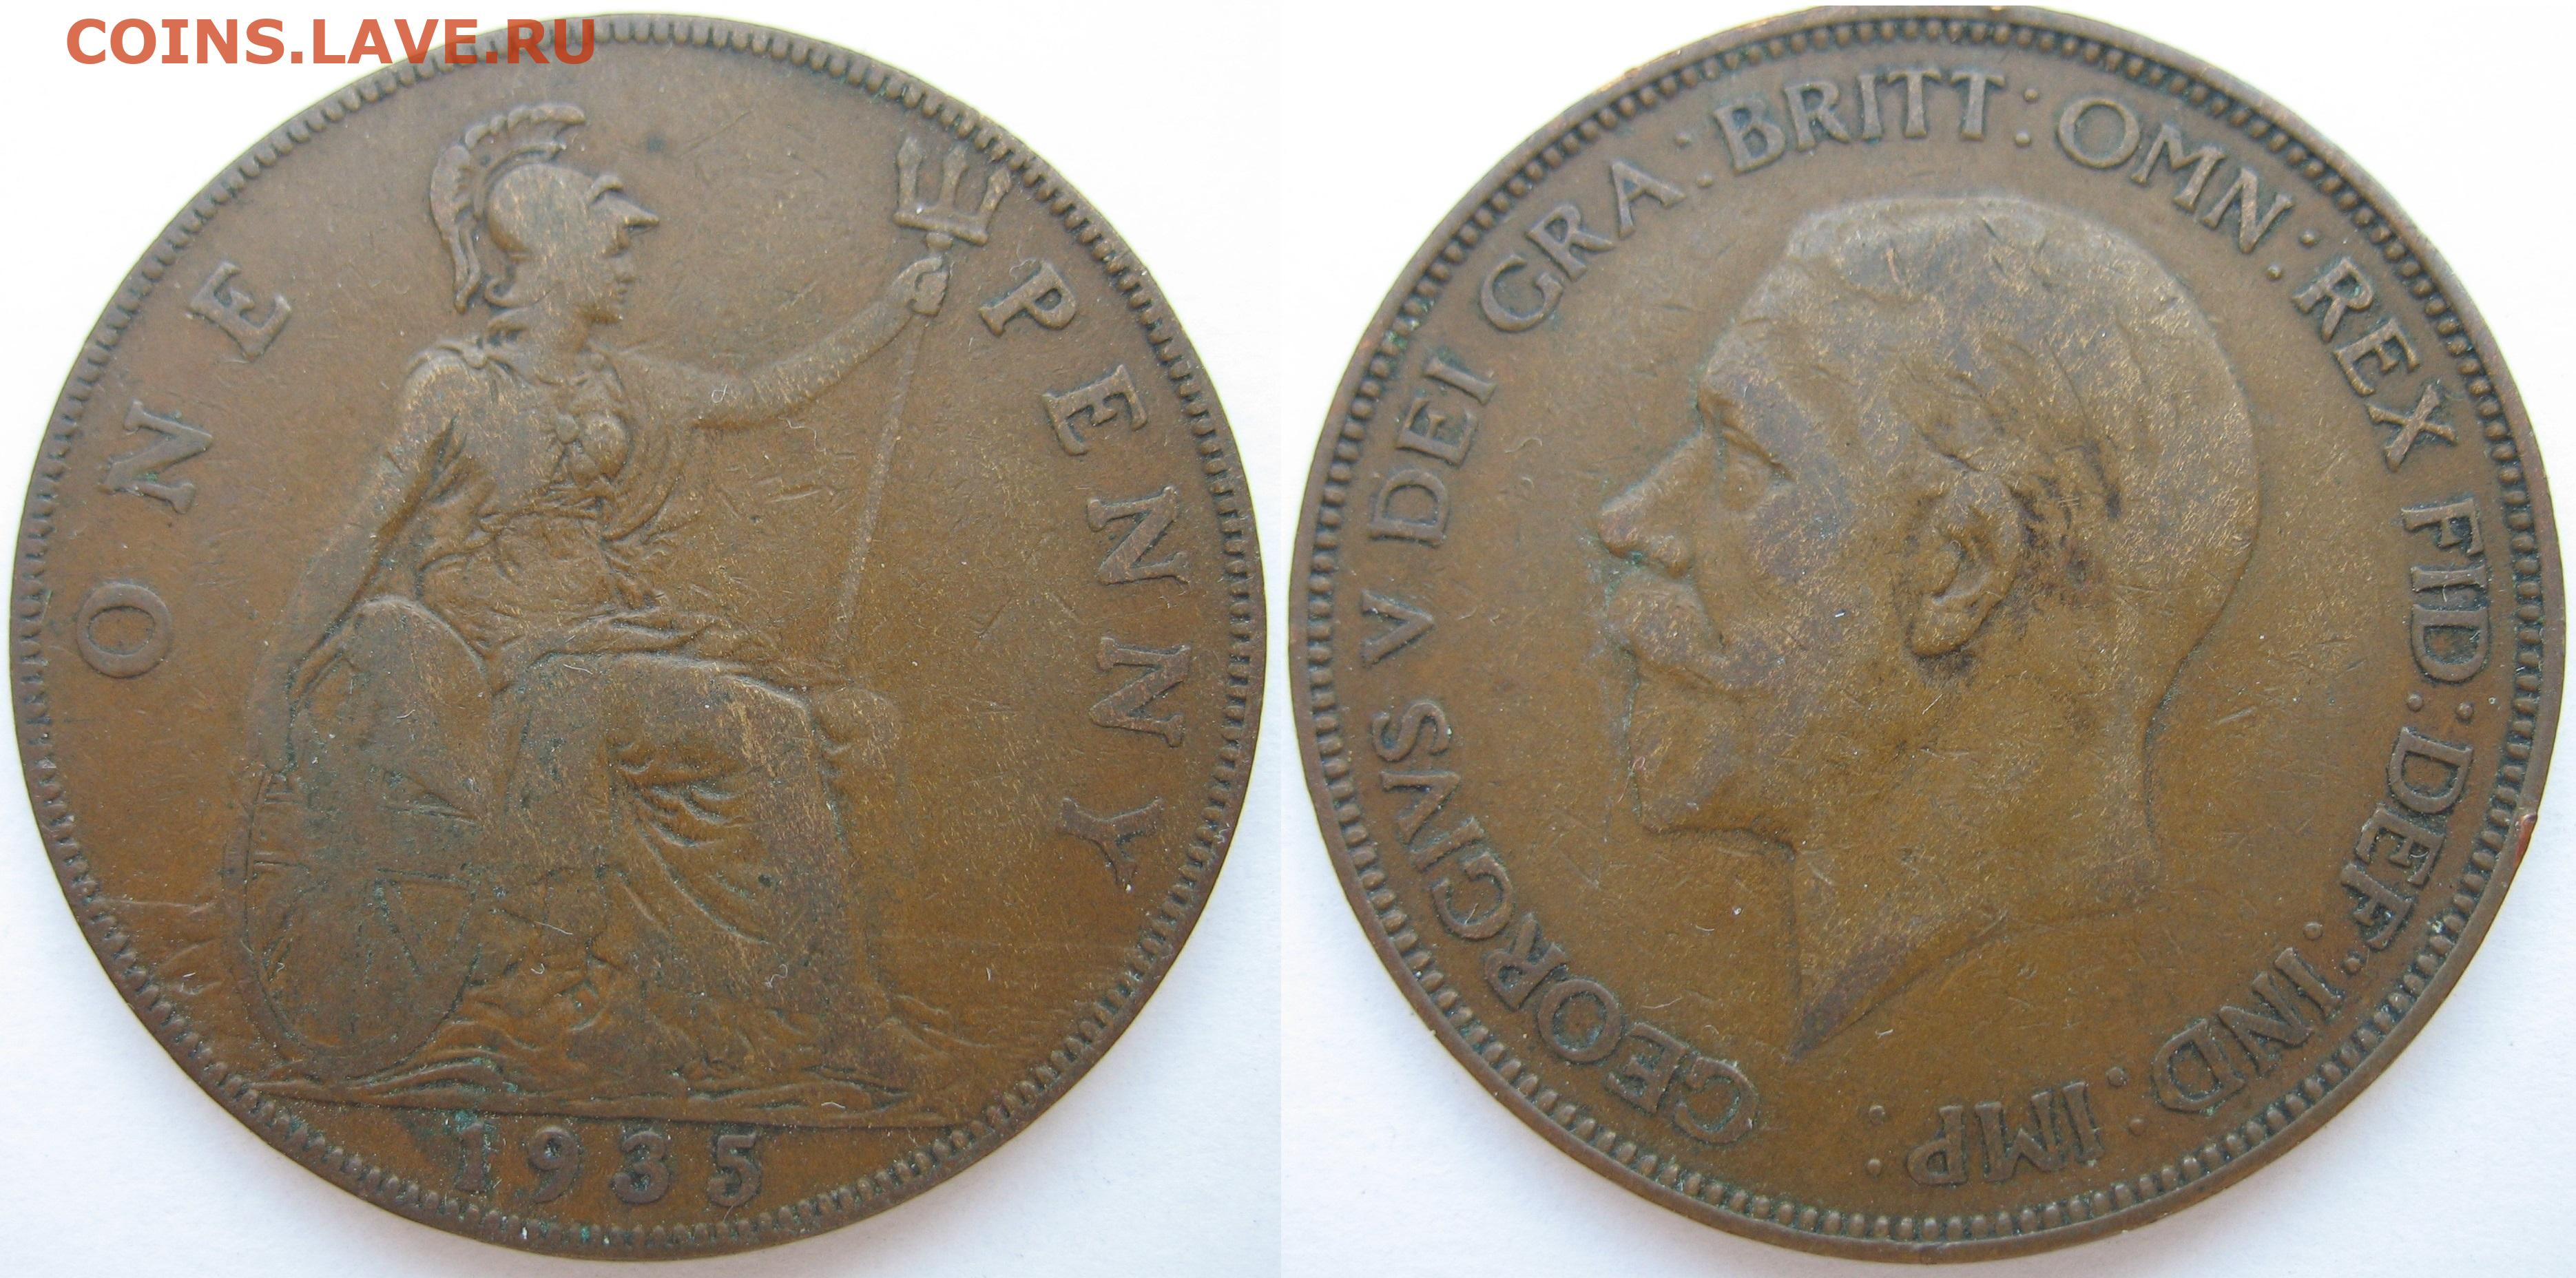 COINS.LAVE.RU
ONE PENNY
1935
GEORGIVS V DEI GRA: BRITT: OMN: REX FID: DEF: IND: IMP: